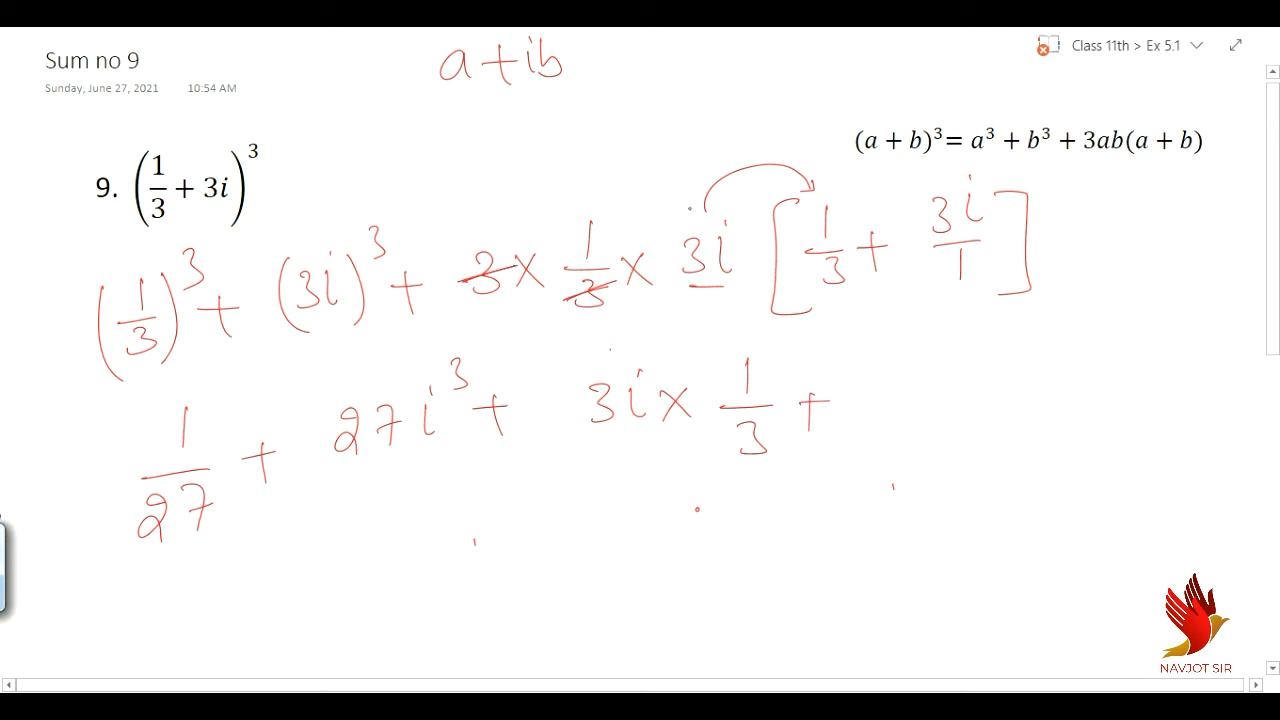 a + ib
Class 11th > Ex 5.1
Sum no 9
Sunday, June 27, 2021 10:54 AM
(a + b)³= a³ + b³ + 3ab(a + b)
9. (1/3 + 3i)³
(1/3)³ + (3i)³ + 3 × 1/3 × 3i [1/3 + 3i/1]
1/27 + 27i³ + 3i × 1/3 +
NAVJOT SIR